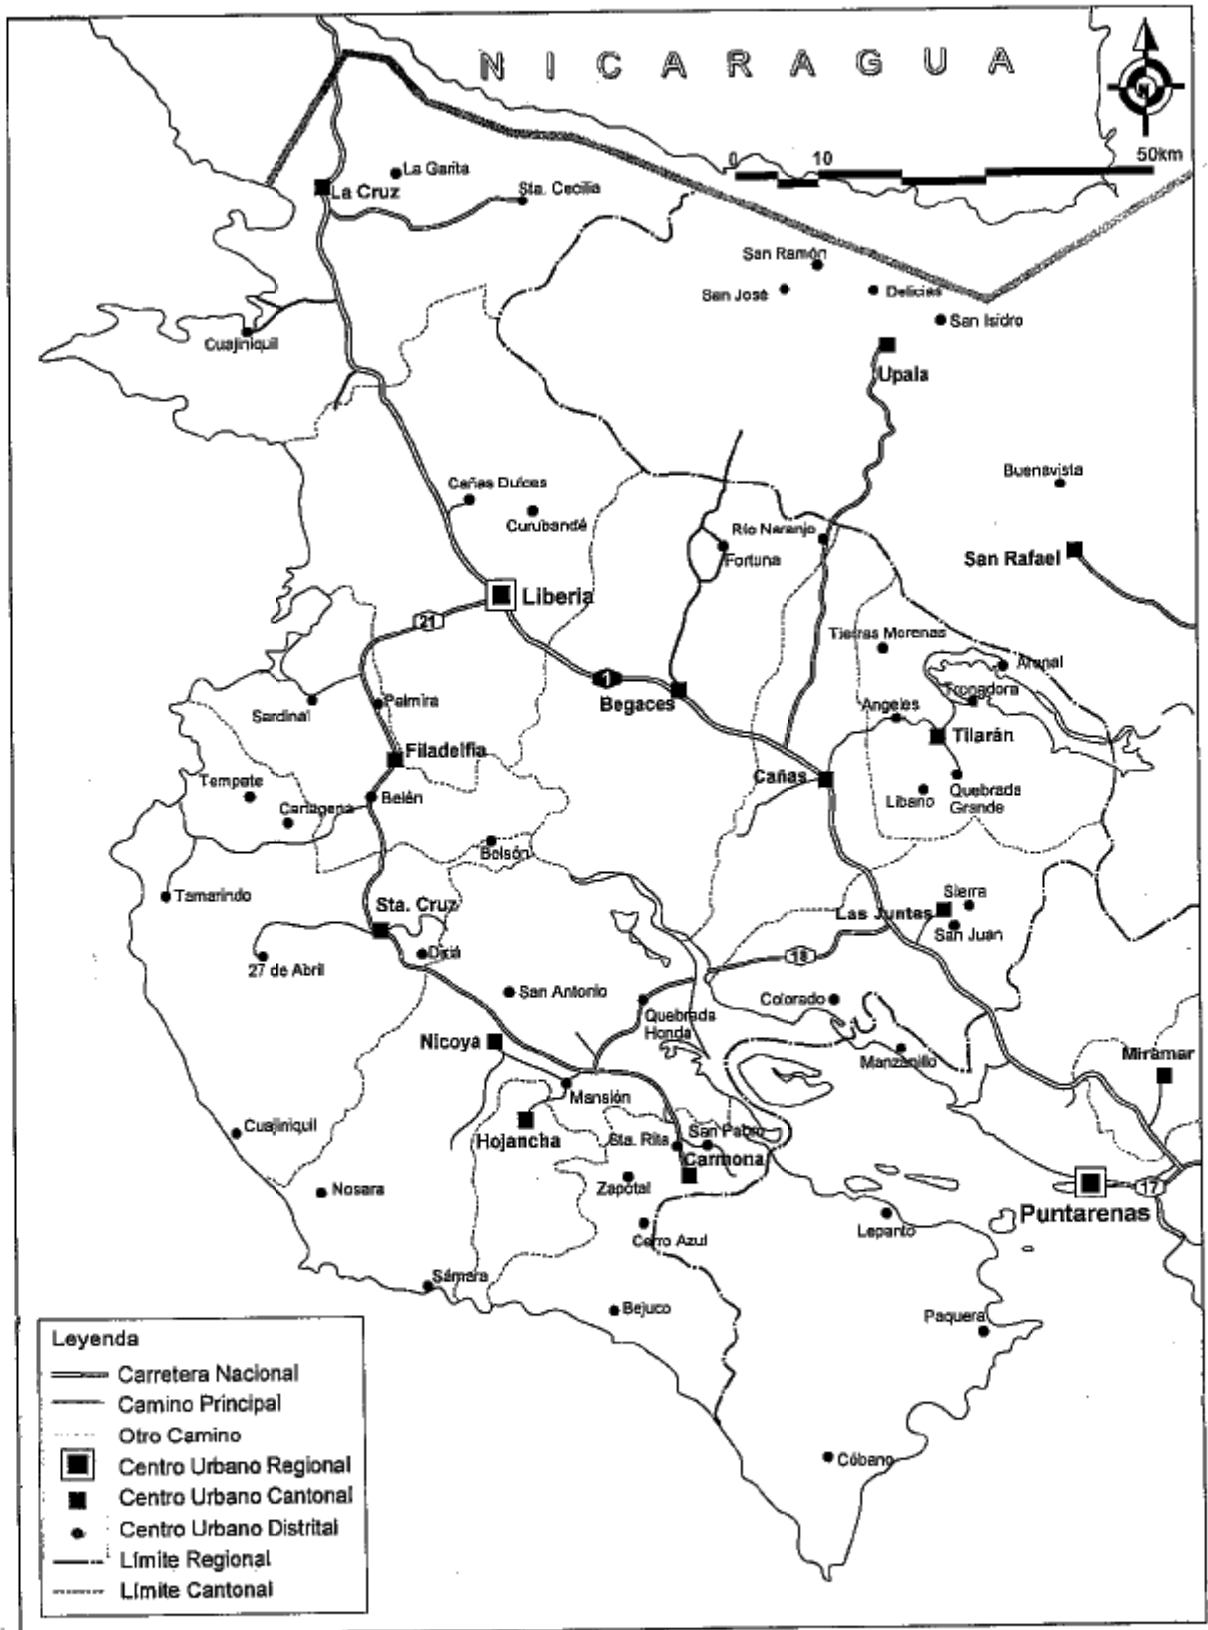 NICARAGUA
N
0 10 50km
La Garita
La Cruz
Sta. Cecilia
San Ramón
San José
Delicias
San Isidro
Cuajiniquil
Upala
Buenavista
Cañas Dulces
Curubandé
Río Naranjo
Fortuna
San Rafael
Liberia
21
Tierras Morenas
Arenal
1
Tronadora
Begaces
Sardinal
Palmira
Angeles
Tilarán
Filadelfia
Tempate
Cañas
Belén
Cartagena
Libano
Quebrada
Grande
Bolsón
Tamarindo
Sta. Cruz
Sierra
Las Juntas
San Juan
27 de Abril
Diriá
18
San Antonio
Colorado
Quebrada
Honda
Nicoya
Manzanillo
Miramar
Mansión
Cuajiniquil
Hojancha
Sta. Rita
San Pablo
Carmona
Nosara
Zapotal
17
Puntarenas
Lepanto
Cerro Azul
Sámara
Bejuco
Paquera
Cóbano
Leyenda
Carretera Nacional
Camino Principal
Otro Camino
Centro Urbano Regional
Centro Urbano Cantonal
Centro Urbano Distrital
Límite Regional
Límite Cantonal